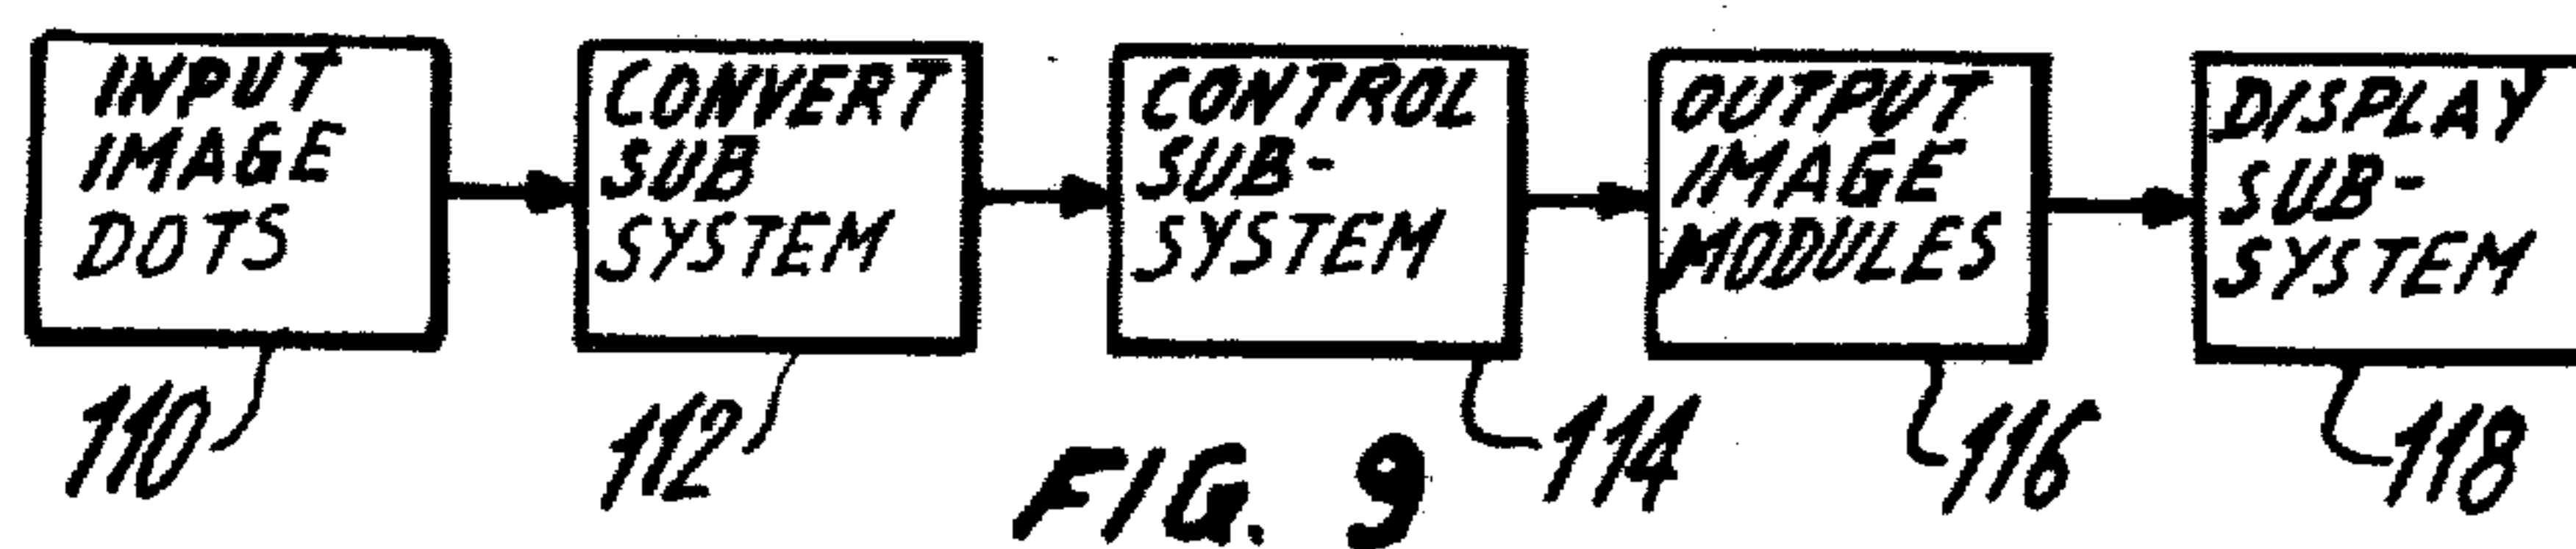 INPUT
IMAGE
DOTS
CONVERT
SUB
SYSTEM
CONTROL
SUB-
SYSTEM
OUTPUT
IMAGE
MODULES
DISPLAY
SUB-
SYSTEM
110
112
114
116
118
FIG. 9